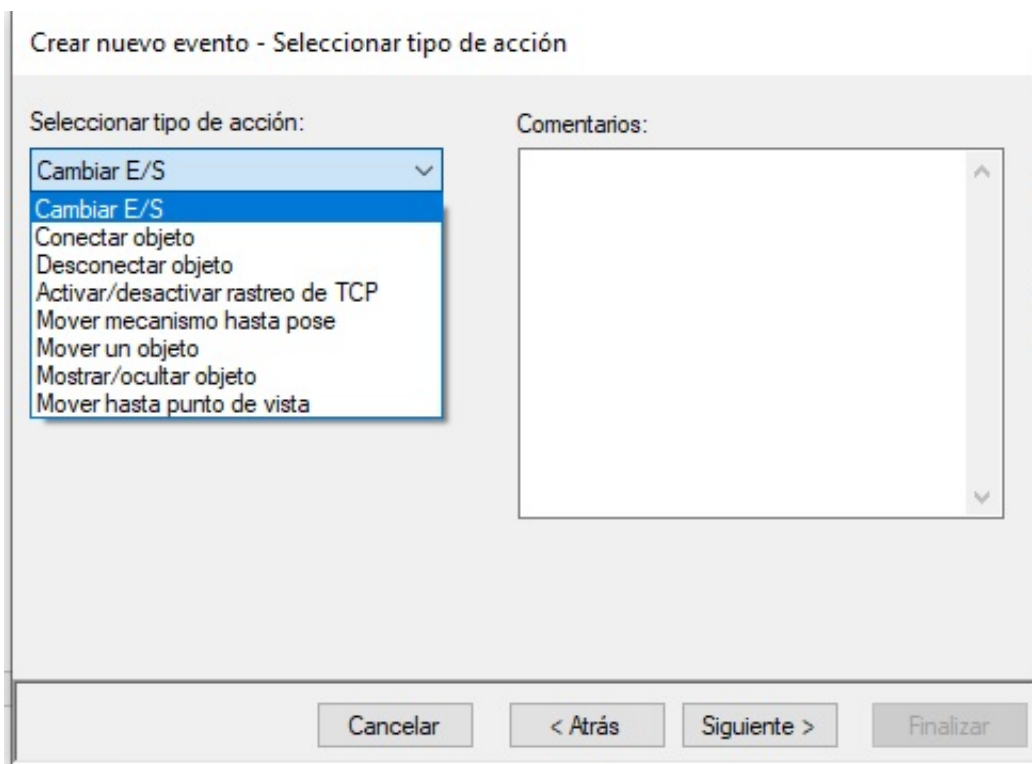 Crear nuevo evento - Seleccionar tipo de acción
Seleccionar tipo de acción:
Comentarios:
Cambiar E/S
Cambiar E/S
Conectar objeto
Desconectar objeto
Activar/desactivar rastreo de TCP
Mover mecanismo hasta pose
Mover un objeto
Mostrar/ocultar objeto
Mover hasta punto de vista
Cancelar
< Atrás
Siguiente >
Finalizar